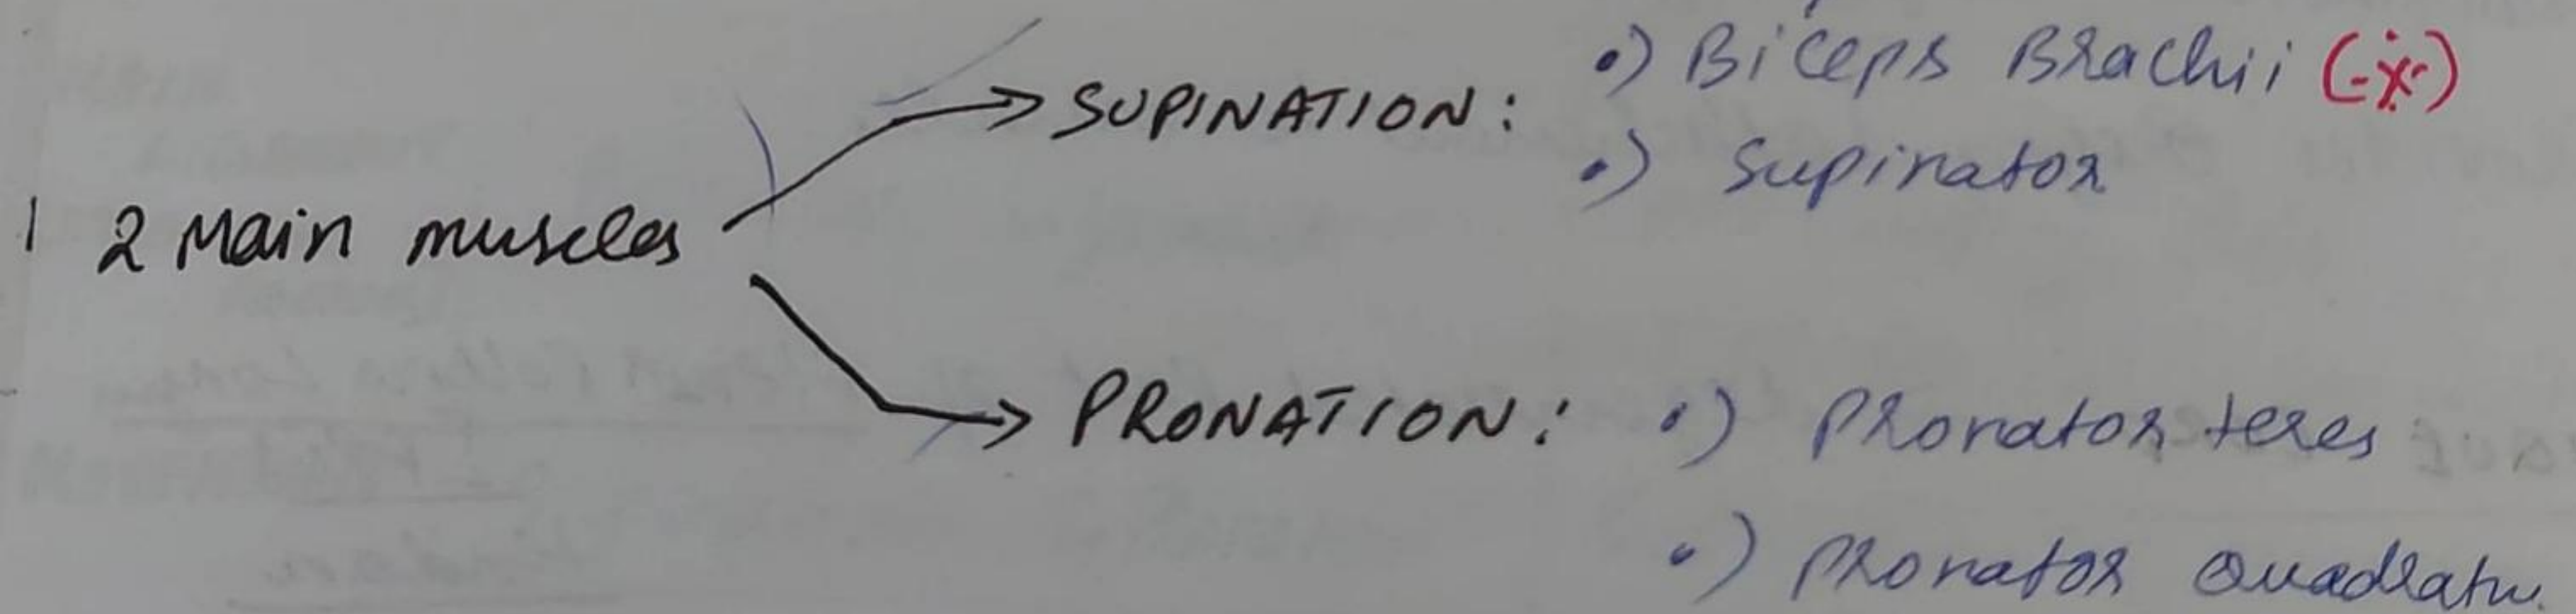 SUPINATION: •) Biceps Brachii (-※-)
•) Supinator
2 Main muscles
PRONATION: •) Pronator teres
•) Pronator Quadratu